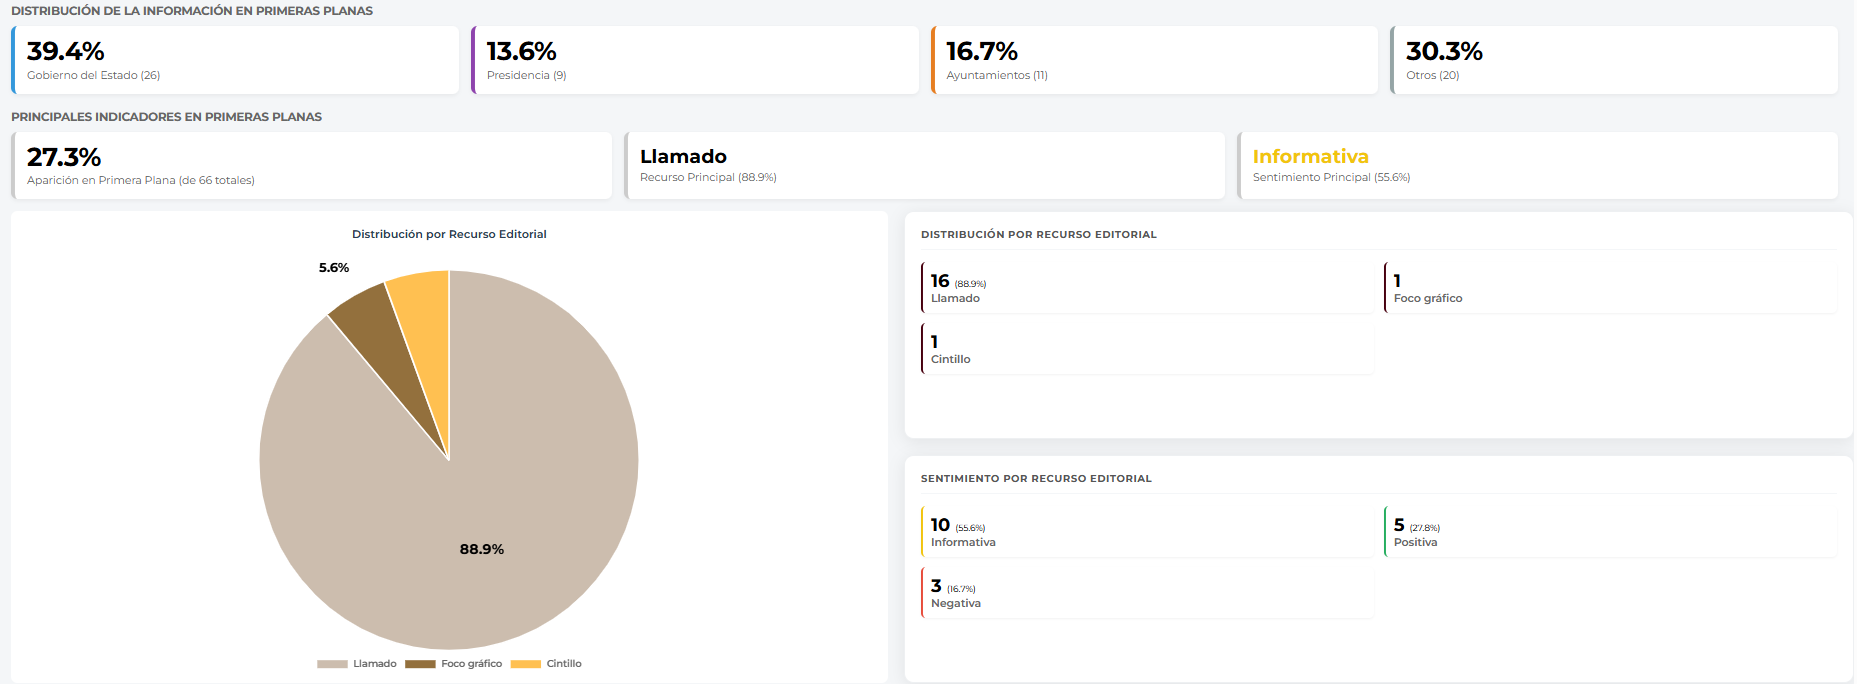 DISTRIBUCIÓN DE LA INFORMACIÓN EN PRIMERAS PLANAS
39.4%
Gobierno del Estado (26)
13.6%
Presidencia (9)
16.7%
Ayuntamientos (11)
30.3%
Otros (20)
PRINCIPALES INDICADORES EN PRIMERAS PLANAS
27.3%
Aparición en Primera Plana (de 66 totales)
Llamado
Recurso Principal (88.9%)
Informativa
Sentimiento Principal (55.6%)
Distribución por Recurso Editorial
5.6%
88.9%
Llamado
Foco gráfico
Cintillo
DISTRIBUCIÓN POR RECURSO EDITORIAL
16 (88.9%)
Llamado
1
Foco gráfico
1
Cintillo
SENTIMIENTO POR RECURSO EDITORIAL
10 (55.6%)
Informativa
5 (27.8%)
Positiva
3 (16.7%)
Negativa